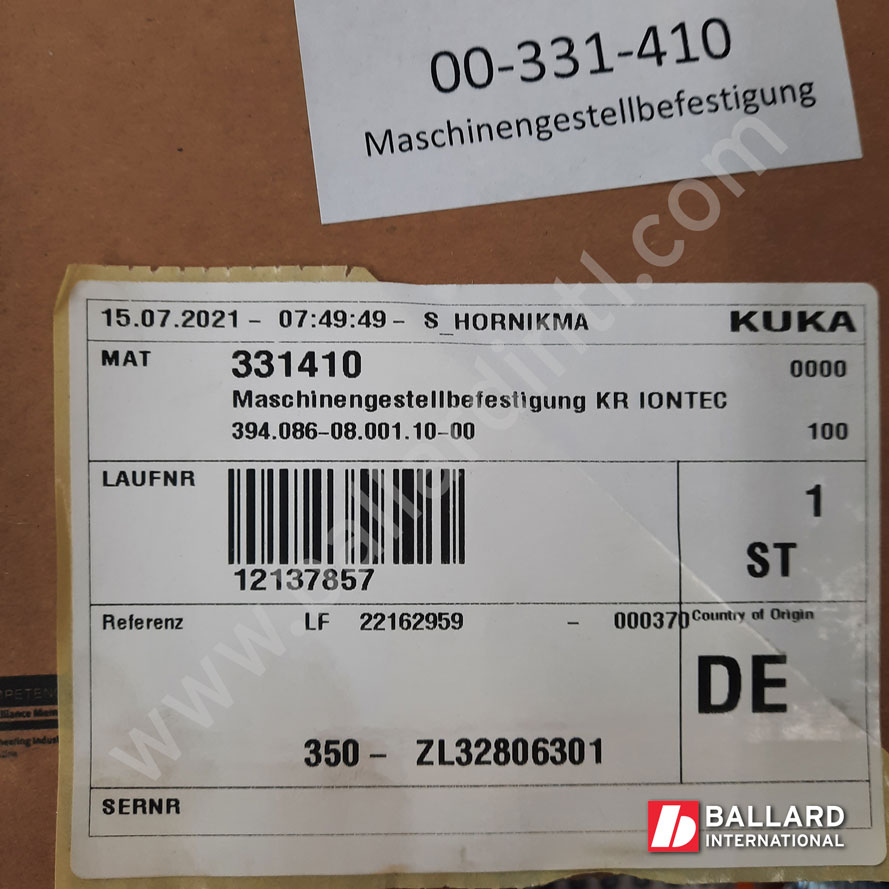 00-331-410
Maschinengestellbefestigung
15.07.2021 - 07:49:49 - S_HORNIKMA KUKA
MAT 331410 0000
Maschinengestellbefestigung KR IONTEC
394.086-08.001.10-00 100
LAUFNR
12137857
1
ST
Referenz LF 22162959 - 000370
Country of Origin
DE
350 - ZL32806301
SERNR
www.ballardintl.com
BALLARD
INTERNATIONAL